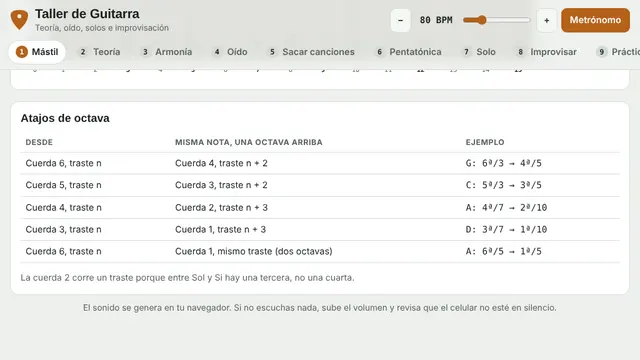 Taller de Guitarra
Teoría, oído, solos e improvisación
− 80 BPM + Metrónomo
1 Mástil 2 Teoría 3 Armonía 4 Oído 5 Sacar canciones 6 Pentatónica 7 Solo 8 Improvisar 9 Práctic
Atajos de octava
DESDE MISMA NOTA, UNA OCTAVA ARRIBA EJEMPLO
Cuerda 6, traste n Cuerda 4, traste n + 2 G: 6ª/3 → 4ª/5
Cuerda 5, traste n Cuerda 3, traste n + 2 C: 5ª/3 → 3ª/5
Cuerda 4, traste n Cuerda 2, traste n + 3 A: 4ª/7 → 2ª/10
Cuerda 3, traste n Cuerda 1, traste n + 3 D: 3ª/7 → 1ª/10
Cuerda 6, traste n Cuerda 1, mismo traste (dos octavas) A: 6ª/5 → 1ª/5
La cuerda 2 corre un traste porque entre Sol y Si hay una tercera, no una cuarta.
El sonido se genera en tu navegador. Si no escuchas nada, sube el volumen y revisa que el celular no esté en silencio.